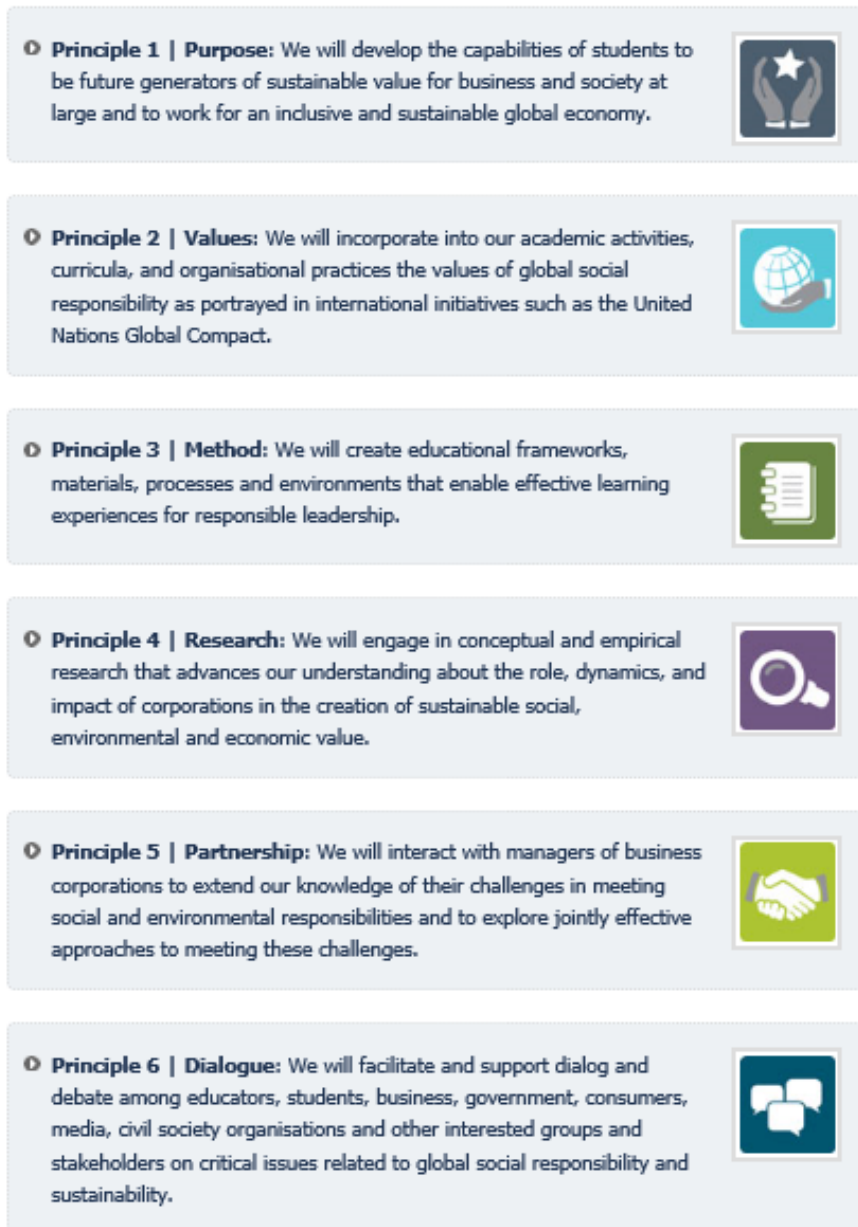 Principle 1 | Purpose: We will develop the capabilities of students to
be future generators of sustainable value for business and society at
large and to work for an inclusive and sustainable global economy.
Principle 2 | Values: We will incorporate into our academic activities,
curricula, and organisational practices the values of global social
responsibility as portrayed in international initiatives such as the United
Nations Global Compact.
Principle 3 | Method: We will create educational frameworks,
materials, processes and environments that enable effective learning
experiences for responsible leadership.
Principle 4 | Research: We will engage in conceptual and empirical
research that advances our understanding about the role, dynamics, and
impact of corporations in the creation of sustainable social,
environmental and economic value.
Principle 5 | Partnership: We will interact with managers of business
corporations to extend our knowledge of their challenges in meeting
social and environmental responsibilities and to explore jointly effective
approaches to meeting these challenges.
Principle 6 | Dialogue: We will facilitate and support dialog and
debate among educators, students, business, government, consumers,
media, civil society organisations and other interested groups and
stakeholders on critical issues related to global social responsibility and
sustainability.